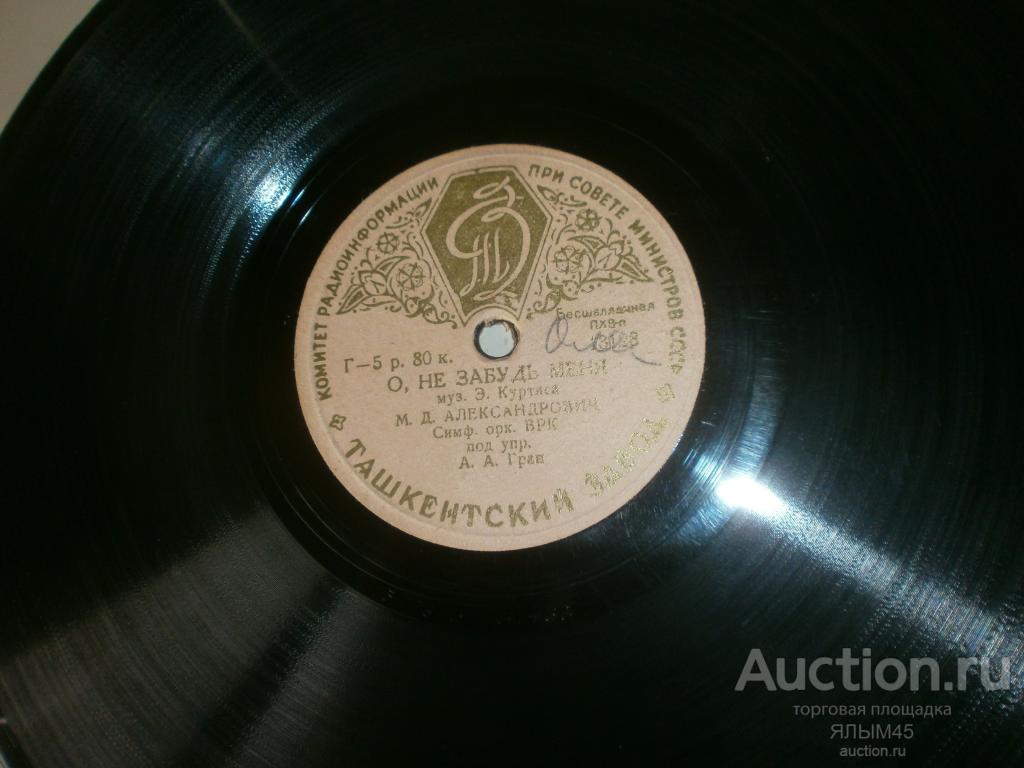 КОМИТЕТ РАДИОИНФОРМАЦИИ ПРИ СОВЕТЕ МИНИСТРОВ СССР
Бесшеллачная
Г—5 р. 80 к.
О, НЕ ЗАБУДЬ МЕНЯ
муз. Э. Куртиса
М. Д. АЛЕКСАНДРОВИЧ
Симф. орк. ВРК
под упр.
А. А. Гран
ТАШКЕНТСКИЙ ЗАВОД
Auction.ru
торговая площадка
ЯЛЫМ45
auction.ru